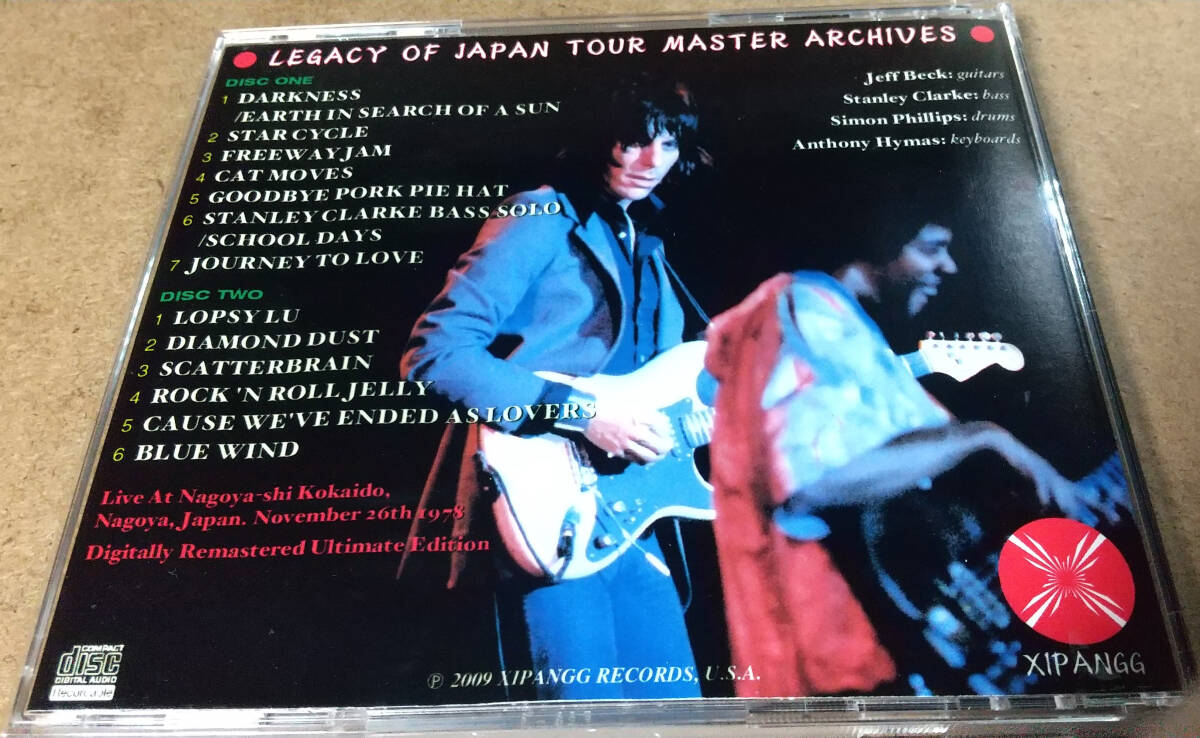 LEGACY OF JAPAN TOUR MASTER ARCHIVES
DISC ONE
1 DARKNESS
/EARTH IN SEARCH OF A SUN
2 STAR CYCLE
3 FREEWAY JAM
4 CAT MOVES
5 GOODBYE PORK PIE HAT
6 STANLEY CLARKE BASS SOLO
/SCHOOL DAYS
7 JOURNEY TO LOVE
DISC TWO
1 LOPSY LU
2 DIAMOND DUST
3 SCATTERBRAIN
4 ROCK 'N ROLL JELLY
5 CAUSE WE'VE ENDED AS LOVERS
6 BLUE WIND
Live At Nagoya-shi Kokaido,
Nagoya, Japan. November 26th 1978
Digitally Remastered Ultimate Edition
Jeff Beck: guitars
Stanley Clarke: bass
Simon Phillips: drums
Anthony Hymas: keyboards
COMPACT
disc
DIGITAL AUDIO
Recordable
℗ 2009 XIPANGG RECORDS, U.S.A.
XIPANGG